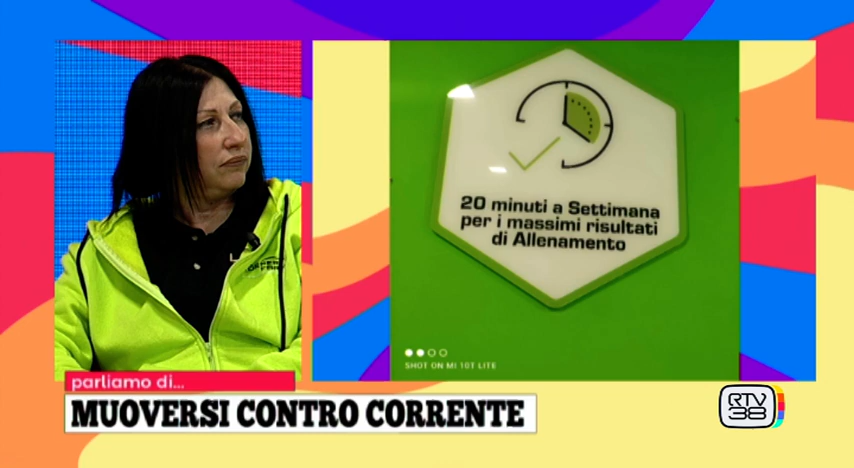 20 minuti a Settimana
per i massimi risultati
di Allenamento
SHOT ON MI 10T LITE
parliamo di...
MUOVERSI CONTRO CORRENTE
RTV
38